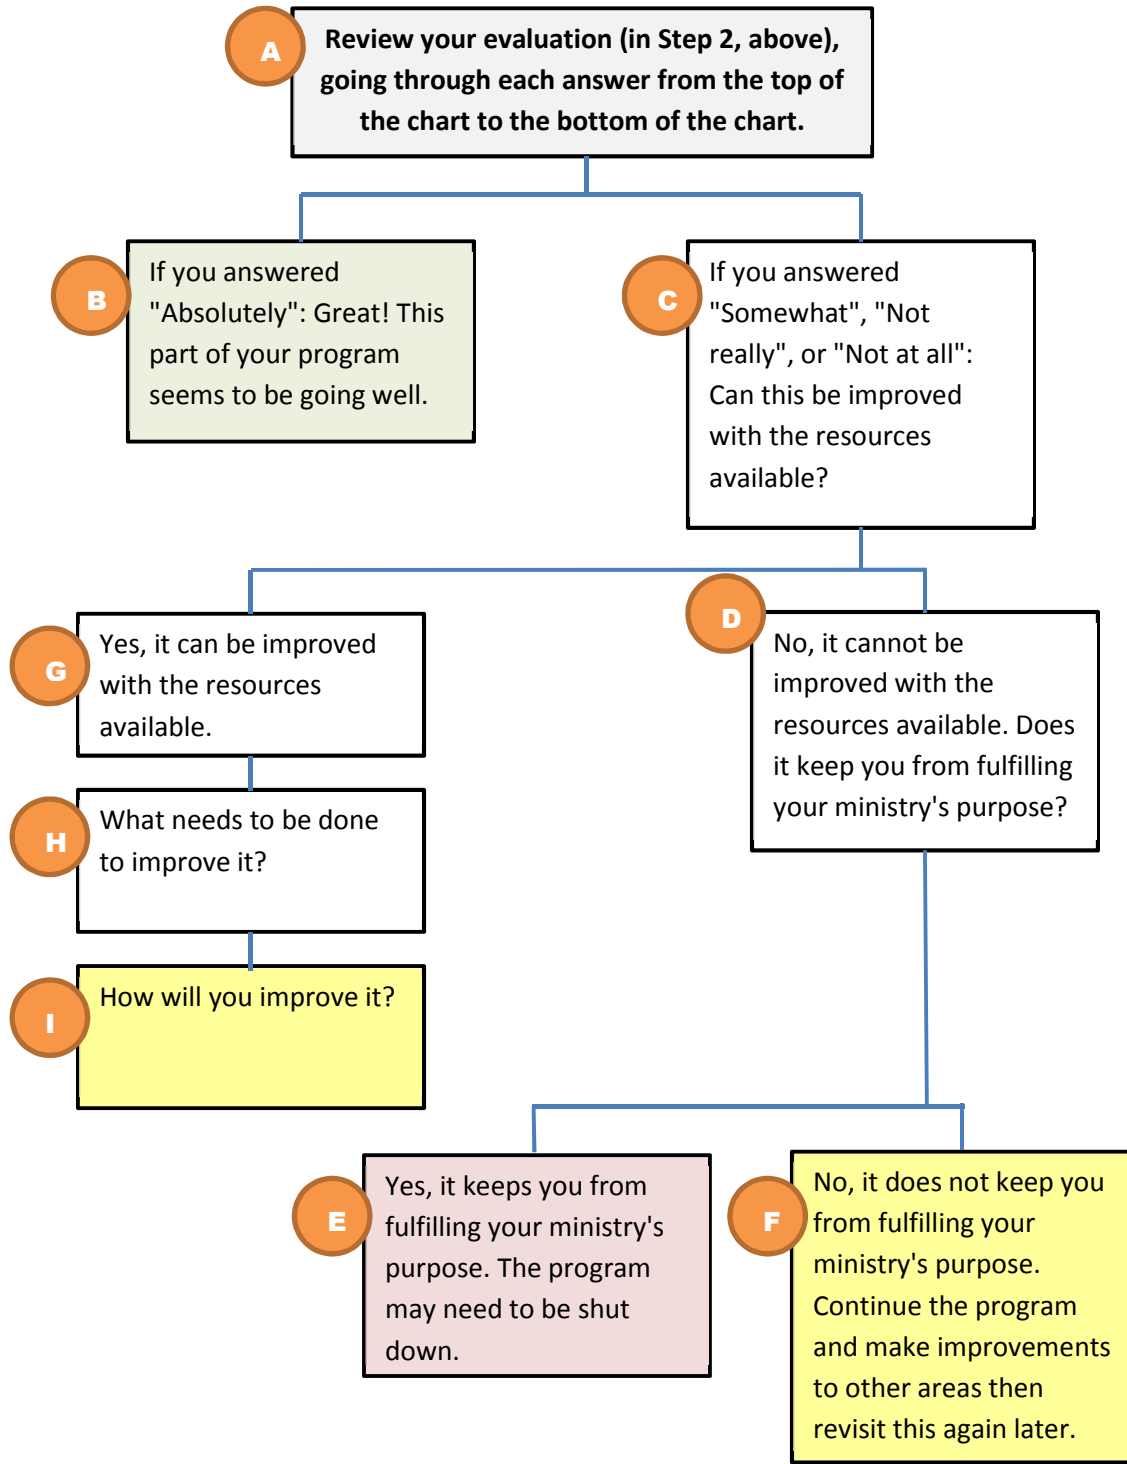 A
Review your evaluation (in Step 2, above),
going through each answer from the top of
the chart to the bottom of the chart.
B
If you answered
"Absolutely": Great! This
part of your program
seems to be going well.
C
If you answered
"Somewhat", "Not
really", or "Not at all":
Can this be improved
with the resources
available?
G
Yes, it can be improved
with the resources
available.
D
No, it cannot be
improved with the
resources available. Does
it keep you from fulfilling
your ministry's purpose?
H
What needs to be done
to improve it?
I
How will you improve it?
E
Yes, it keeps you from
fulfilling your ministry's
purpose. The program
may need to be shut
down.
F
No, it does not keep you
from fulfilling your
ministry's purpose.
Continue the program
and make improvements
to other areas then
revisit this again later.